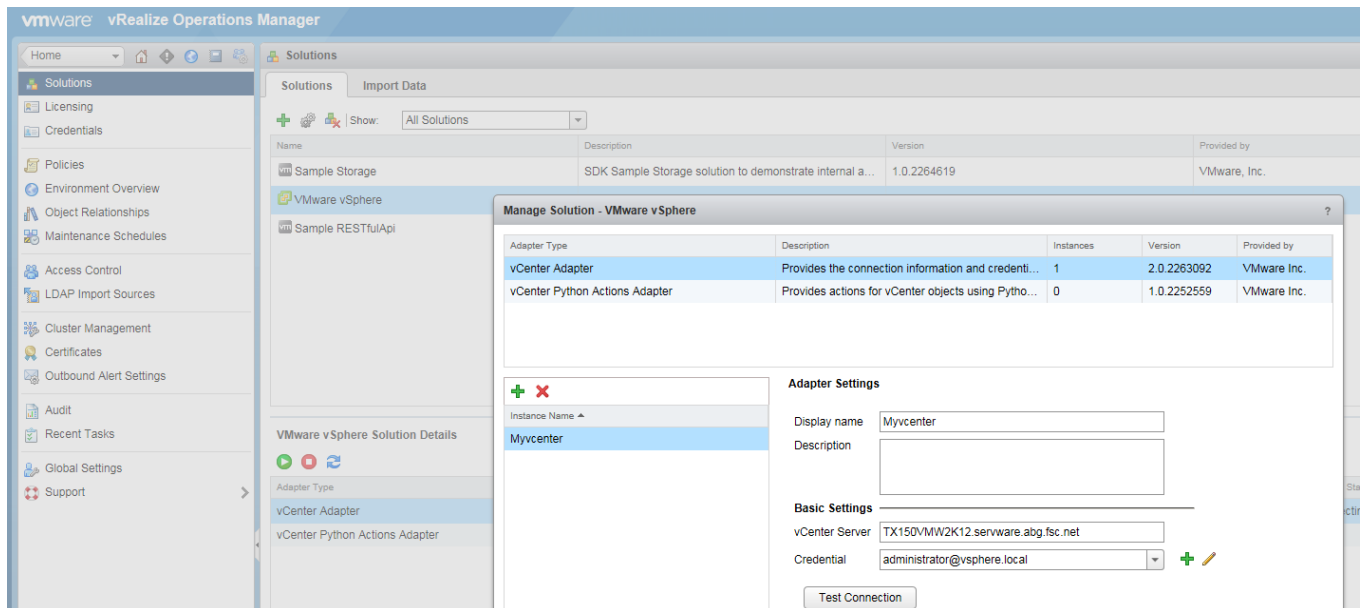 vmware vRealize Operations Manager
Home
Solutions
Licensing
Credentials
Policies
Environment Overview
Object Relationships
Maintenance Schedules
Access Control
LDAP Import Sources
Cluster Management
Certificates
Outbound Alert Settings
Audit
Recent Tasks
Global Settings
Support
Solutions
Solutions Import Data
Show: All Solutions
Name Description Version Provided by
Sample Storage SDK Sample Storage solution to demonstrate internal a... 1.0.2264619 VMware, Inc.
VMware vSphere
Sample RESTfulApi
VMware vSphere Solution Details
Adapter Type
vCenter Adapter
vCenter Python Actions Adapter
Manage Solution - VMware vSphere ?
Adapter Type Description Instances Version Provided by
vCenter Adapter Provides the connection information and credenti... 1 2.0.2263092 VMware Inc.
vCenter Python Actions Adapter Provides actions for vCenter objects using Pytho... 0 1.0.2252559 VMware Inc.
Instance Name
Myvcenter
Adapter Settings
Display name Myvcenter
Description
Basic Settings
vCenter Server TX150VMW2K12.servware.abg.fsc.net
Credential administrator@vsphere.local
Test Connection